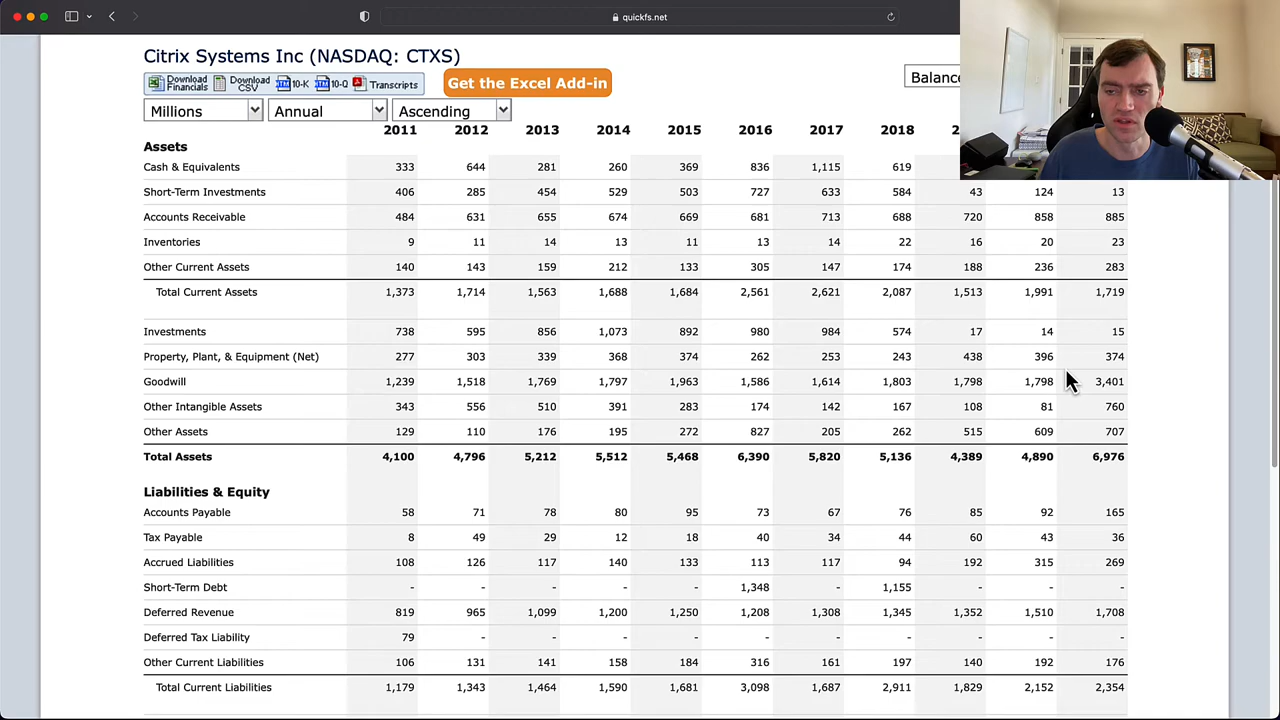 quickfs.net
Citrix Systems Inc (NASDAQ: CTXS)
Download Financials Download CSV 10-K 10-Q Transcripts Get the Excel Add-in Balanc
Millions Annual Ascending
2011 2012 2013 2014 2015 2016 2017 2018 2
Assets
Cash & Equivalents 333 644 281 260 369 836 1,115 619
Short-Term Investments 406 285 454 529 503 727 633 584 43 124 13
Accounts Receivable 484 631 655 674 669 681 713 688 720 858 885
Inventories 9 11 14 13 11 13 14 22 16 20 23
Other Current Assets 140 143 159 212 133 305 147 174 188 236 283
Total Current Assets 1,373 1,714 1,563 1,688 1,684 2,561 2,621 2,087 1,513 1,991 1,719
Investments 738 595 856 1,073 892 980 984 574 17 14 15
Property, Plant, & Equipment (Net) 277 303 339 368 374 262 253 243 438 396 374
Goodwill 1,239 1,518 1,769 1,797 1,963 1,586 1,614 1,803 1,798 1,798 3,401
Other Intangible Assets 343 556 510 391 283 174 142 167 108 81 760
Other Assets 129 110 176 195 272 827 205 262 515 609 707
Total Assets 4,100 4,796 5,212 5,512 5,468 6,390 5,820 5,136 4,389 4,890 6,976
Liabilities & Equity
Accounts Payable 58 71 78 80 95 73 67 76 85 92 165
Tax Payable 8 49 29 12 18 40 34 44 60 43 36
Accrued Liabilities 108 126 117 140 133 113 117 94 192 315 269
Short-Term Debt - - - - - 1,348 - 1,155 - - -
Deferred Revenue 819 965 1,099 1,200 1,250 1,208 1,308 1,345 1,352 1,510 1,708
Deferred Tax Liability 79 - - - - - - - - - -
Other Current Liabilities 106 131 141 158 184 316 161 197 140 192 176
Total Current Liabilities 1,179 1,343 1,464 1,590 1,681 3,098 1,687 2,911 1,829 2,152 2,354